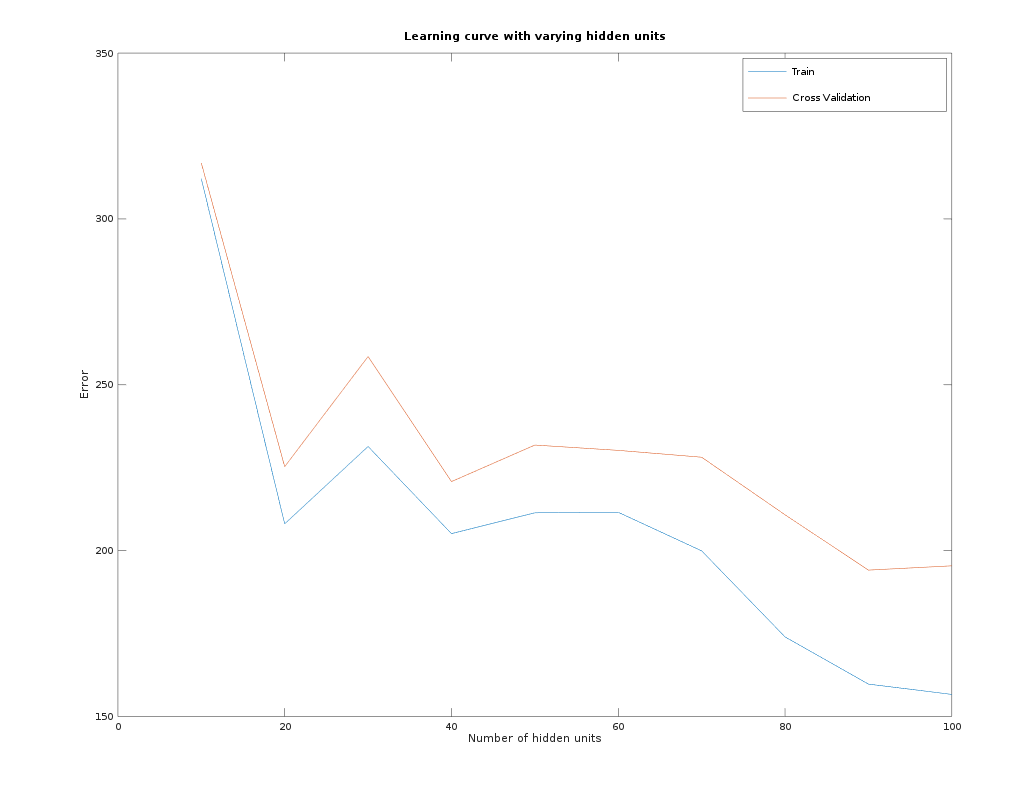 Learning curve with varying hidden units
Train
Cross Validation
350
300
250
200
150
Error
0 20 40 60 80 100
Number of hidden units